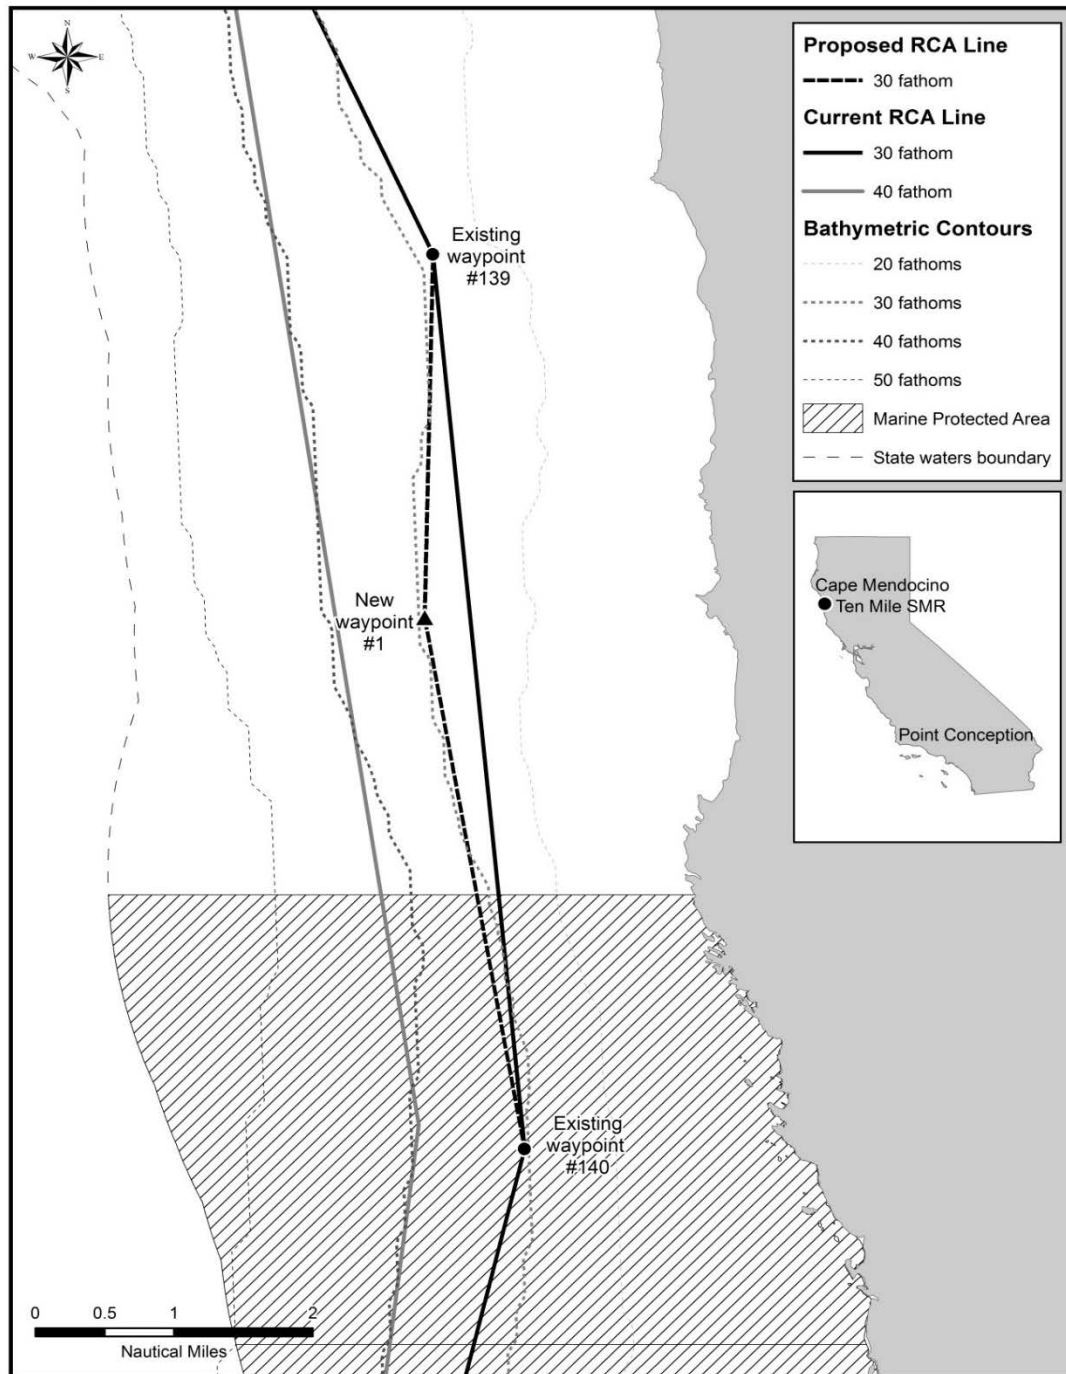 N
W E
S
Existing
waypoint
#139
New
waypoint
#1
Existing
waypoint
#140
0 0.5 1 2
Nautical Miles
Proposed RCA Line
30 fathom
Current RCA Line
30 fathom
40 fathom
Bathymetric Contours
20 fathoms
30 fathoms
40 fathoms
50 fathoms
Marine Protected Area
State waters boundary
Cape Mendocino
Ten Mile SMR
Point Conception